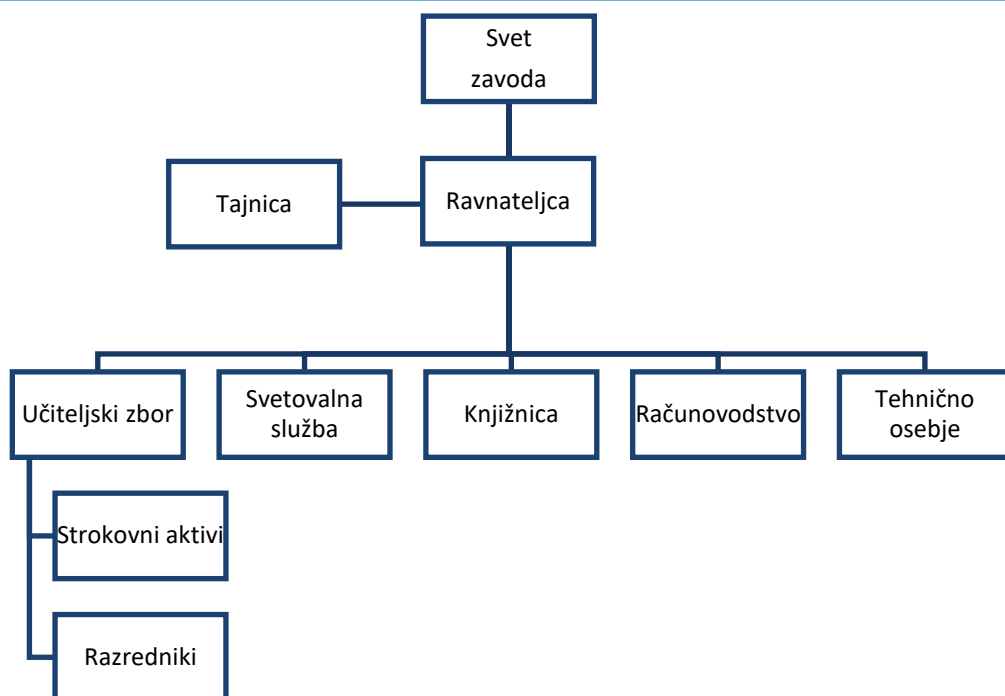 Svet
zavoda
Tajnica
Ravnateljca
Učiteljski zbor
Svetovalna
služba
Knjižnica
Računovodstvo
Tehnično
osebje
Strokovni aktivi
Razredniki